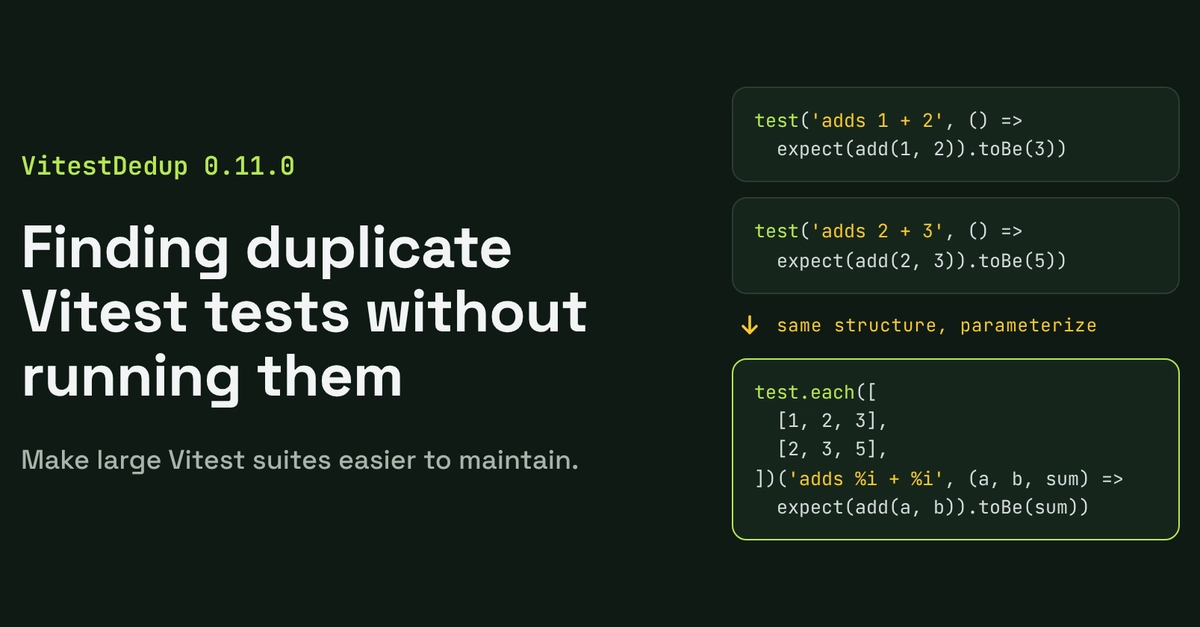 VitestDedup 0.11.0
Finding duplicate
Vitest tests without
running them
Make large Vitest suites easier to maintain.
test('adds 1 + 2', () =>
  expect(add(1, 2)).toBe(3))
test('adds 2 + 3', () =>
  expect(add(2, 3)).toBe(5))
↓ same structure, parameterize
test.each([
  [1, 2, 3],
  [2, 3, 5],
])('adds %i + %i', (a, b, sum) =>
  expect(add(a, b)).toBe(sum))